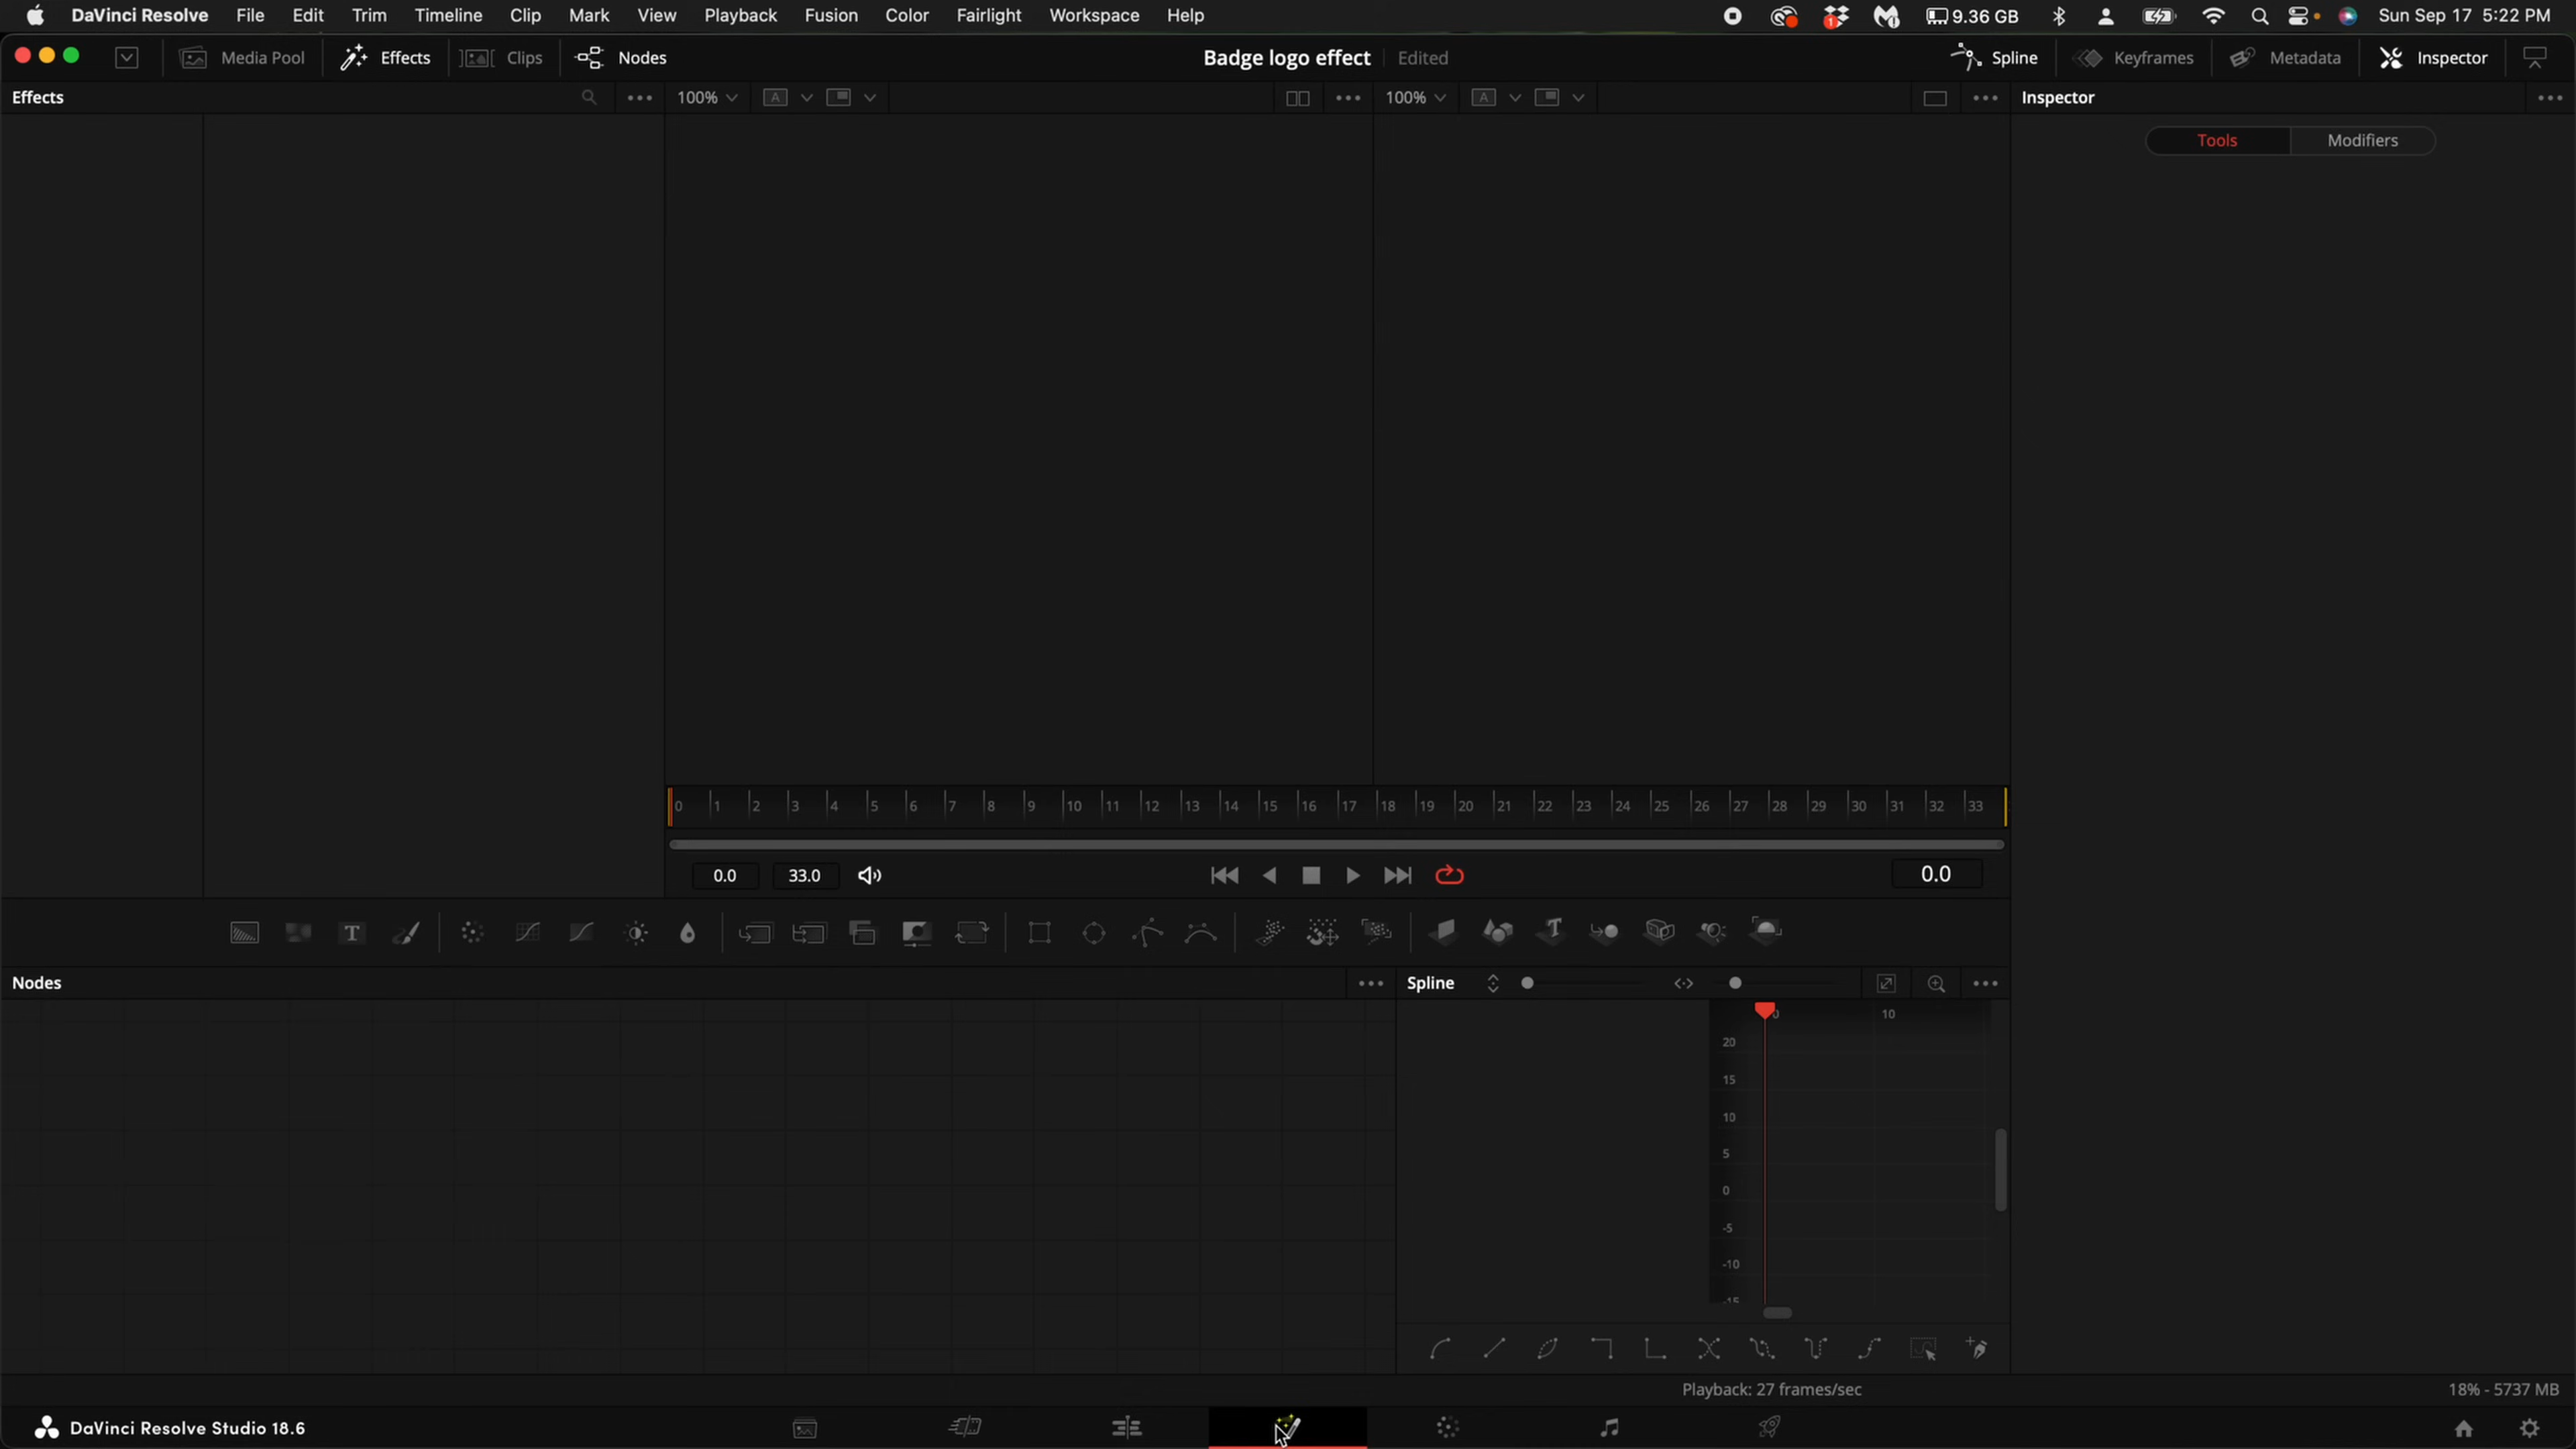 DaVinci Resolve File Edit Trim Timeline Clip Mark View Playback Fusion Color Fairlight Workspace Help 1 9.36 GB Sun Sep 17 5:22 PM
Media Pool Effects Clips Nodes Badge logo effect Edited Spline Keyframes Metadata Inspector
Effects 100% A 100% A Inspector
Tools Modifiers
0 1 2 3 4 5 6 7 8 9 10 11 12 13 14 15 16 17 18 19 20 21 22 23 24 25 26 27 28 29 30 31 32 33
0.0 33.0 0.0
T T
Nodes Spline
0 10
20
15
10
5
0
-5
-10
-15
Playback: 27 frames/sec 18% - 5737 MB
DaVinci Resolve Studio 18.6